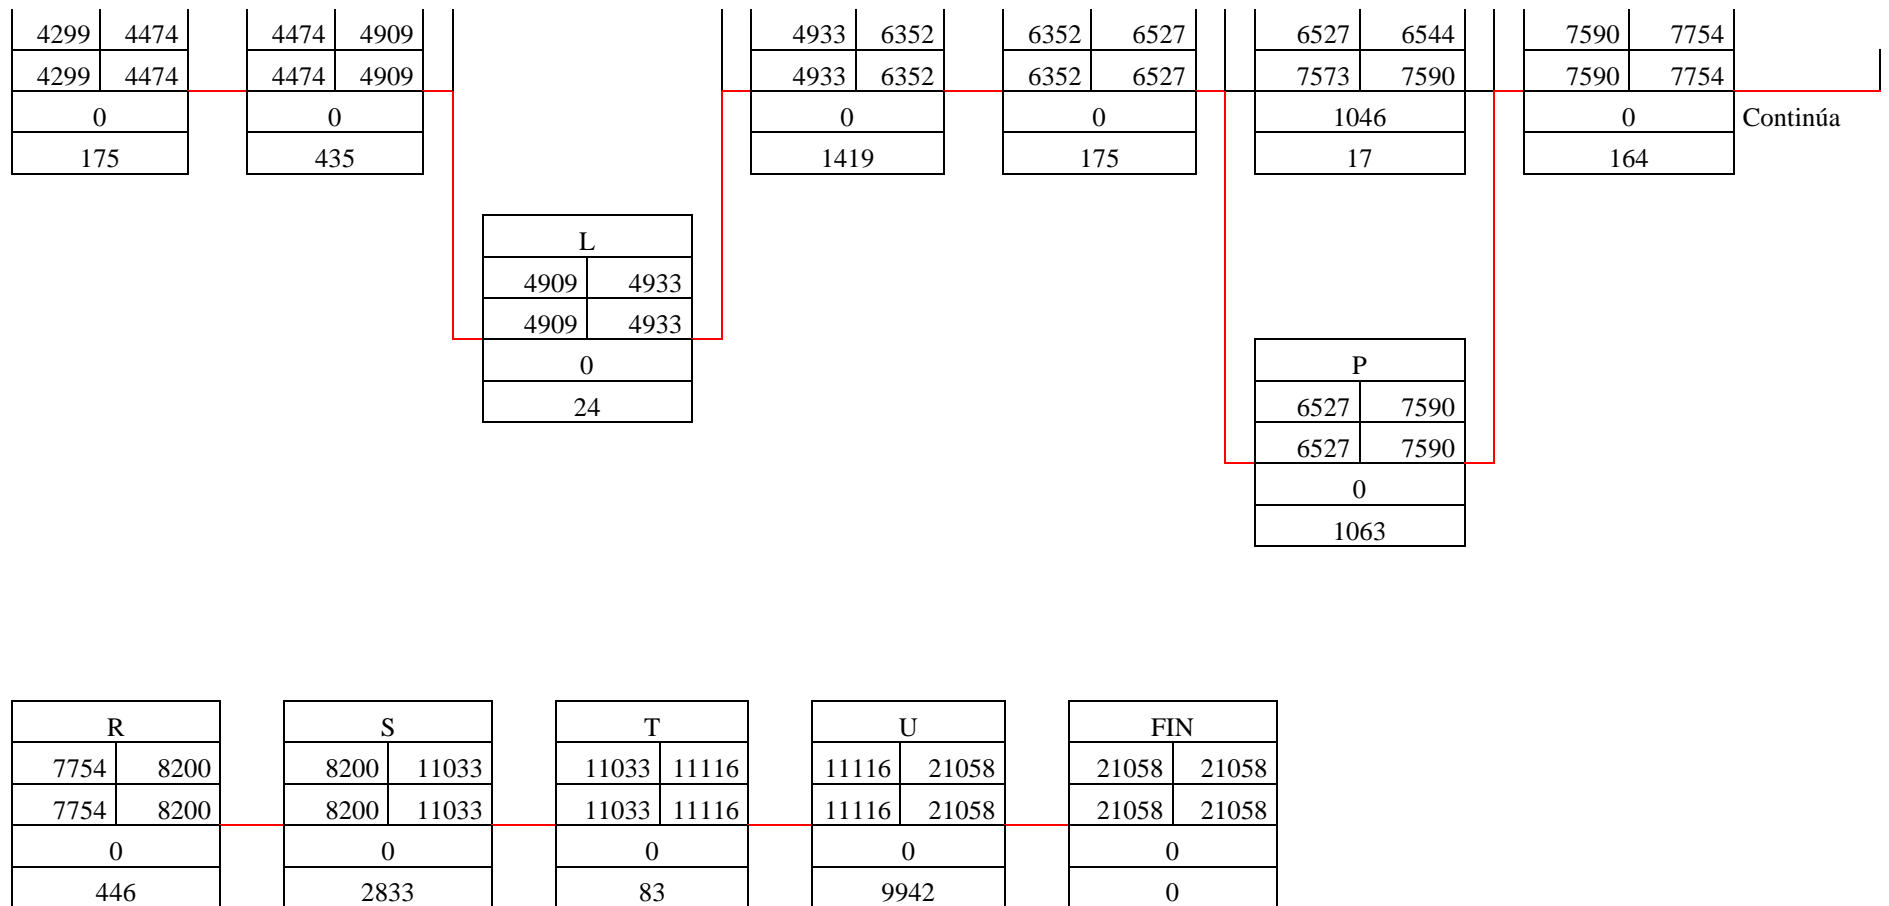 4299 4474 4474 4909 4933 6352 6352 6527 6527 6544 7590 7754
4299 4474 4474 4909 4933 6352 6352 6527 7573 7590 7590 7754
0 0 0 0 1046 0 Continúa
175 435 1419 175 17 164
L
4909 4933
4909 4933
0
24
P
6527 7590
6527 7590
0
1063
R S T U FIN
7754 8200 8200 11033 11033 11116 11116 21058 21058 21058
7754 8200 8200 11033 11033 11116 11116 21058 21058 21058
0 0 0 0 0
446 2833 83 9942 0